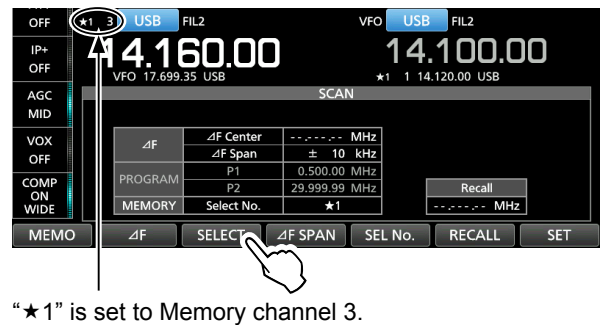 OFF ★1 3 USB FIL2 VFO USB FIL2
IP+
OFF
14.160.00 14.100.00
VFO 17.699.35 USB ★1 1 14.120.00 USB
AGC
MID
SCAN
VOX
OFF
⊿F ⊿F Center --.---.-- MHz
⊿F Span ± 10 kHz
PROGRAM P1 0.500.00 MHz
P2 29.999.99 MHz
MEMORY Select No. ★1
Recall
--.---.-- MHz
COMP
ON
WIDE
MEMO ⊿F SELECT ⊿F SPAN SEL No. RECALL SET
“★1” is set to Memory channel 3.